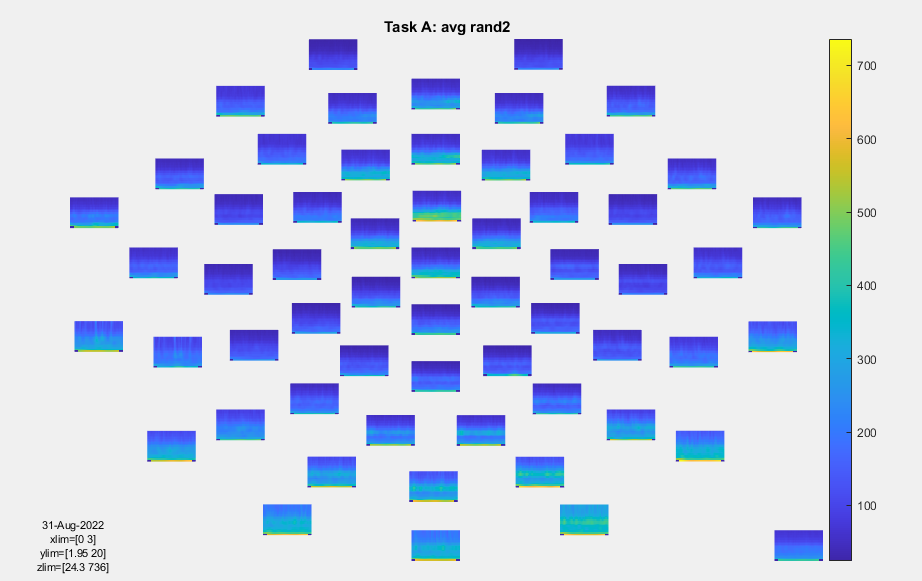 Task A: avg rand2
700
600
500
400
300
200
100
31-Aug-2022
xlim=[0 3]
ylim=[1.95 20]
zlim=[24.3 736]